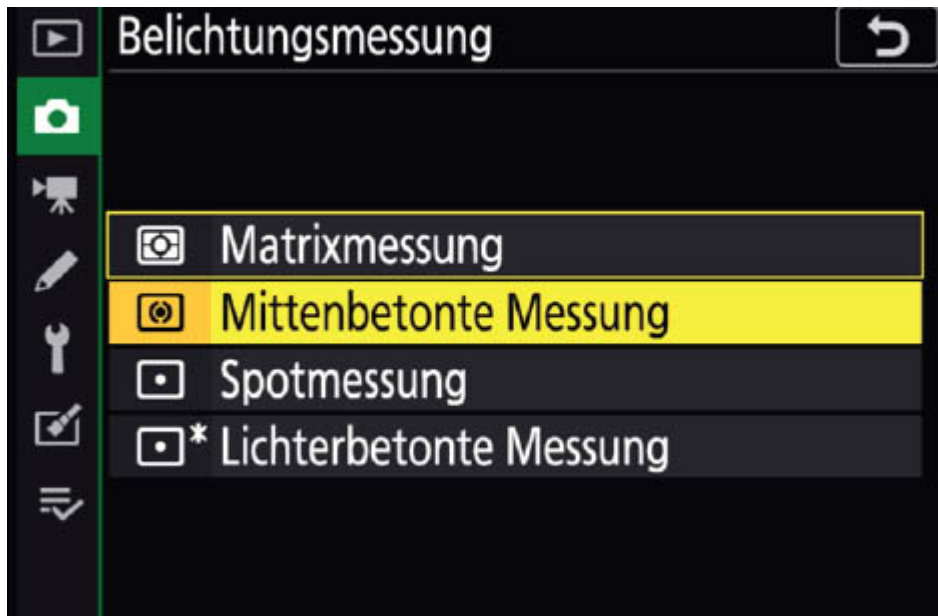 Belichtungsmessung
Matrixmessung
Mittenbetonte Messung
Spotmessung
* Lichterbetonte Messung